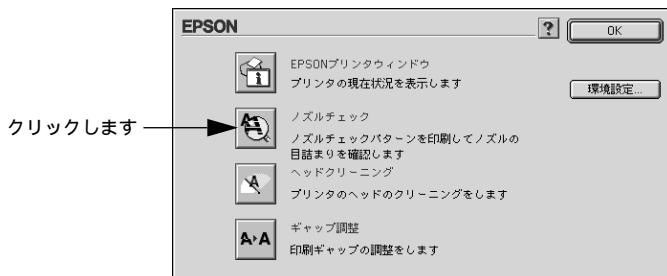 EPSON
? OK
EPSONプリンタウィンドウ
プリンタの現在状況を表示します
環境設定...
クリックします
ノズルチェック
ノズルチェックパターンを印刷してノズルの
目詰まりを確認します
ヘッドクリーニング
プリンタのヘッドのクリーニングをします
A▸A
ギャップ調整
印刷ギャップの調整をします